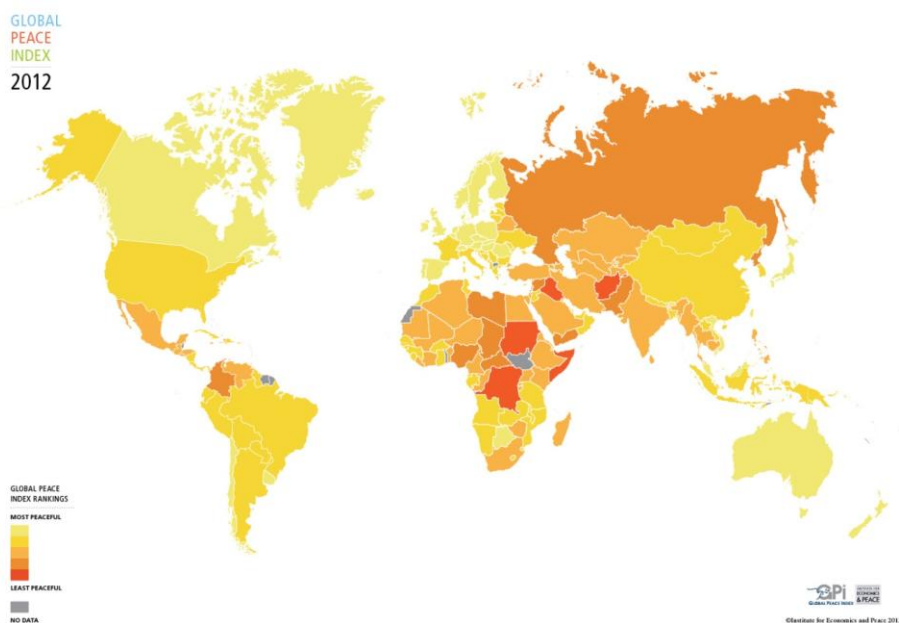 GLOBAL
PEACE
INDEX
2012
GLOBAL PEACE
INDEX RANKINGS
MOST PEACEFUL
LEAST PEACEFUL
NO DATA
GPi
GLOBAL PEACE INDEX
INSTITUTE FOR
ECONOMICS
& PEACE
©Institute for Economics and Peace 201